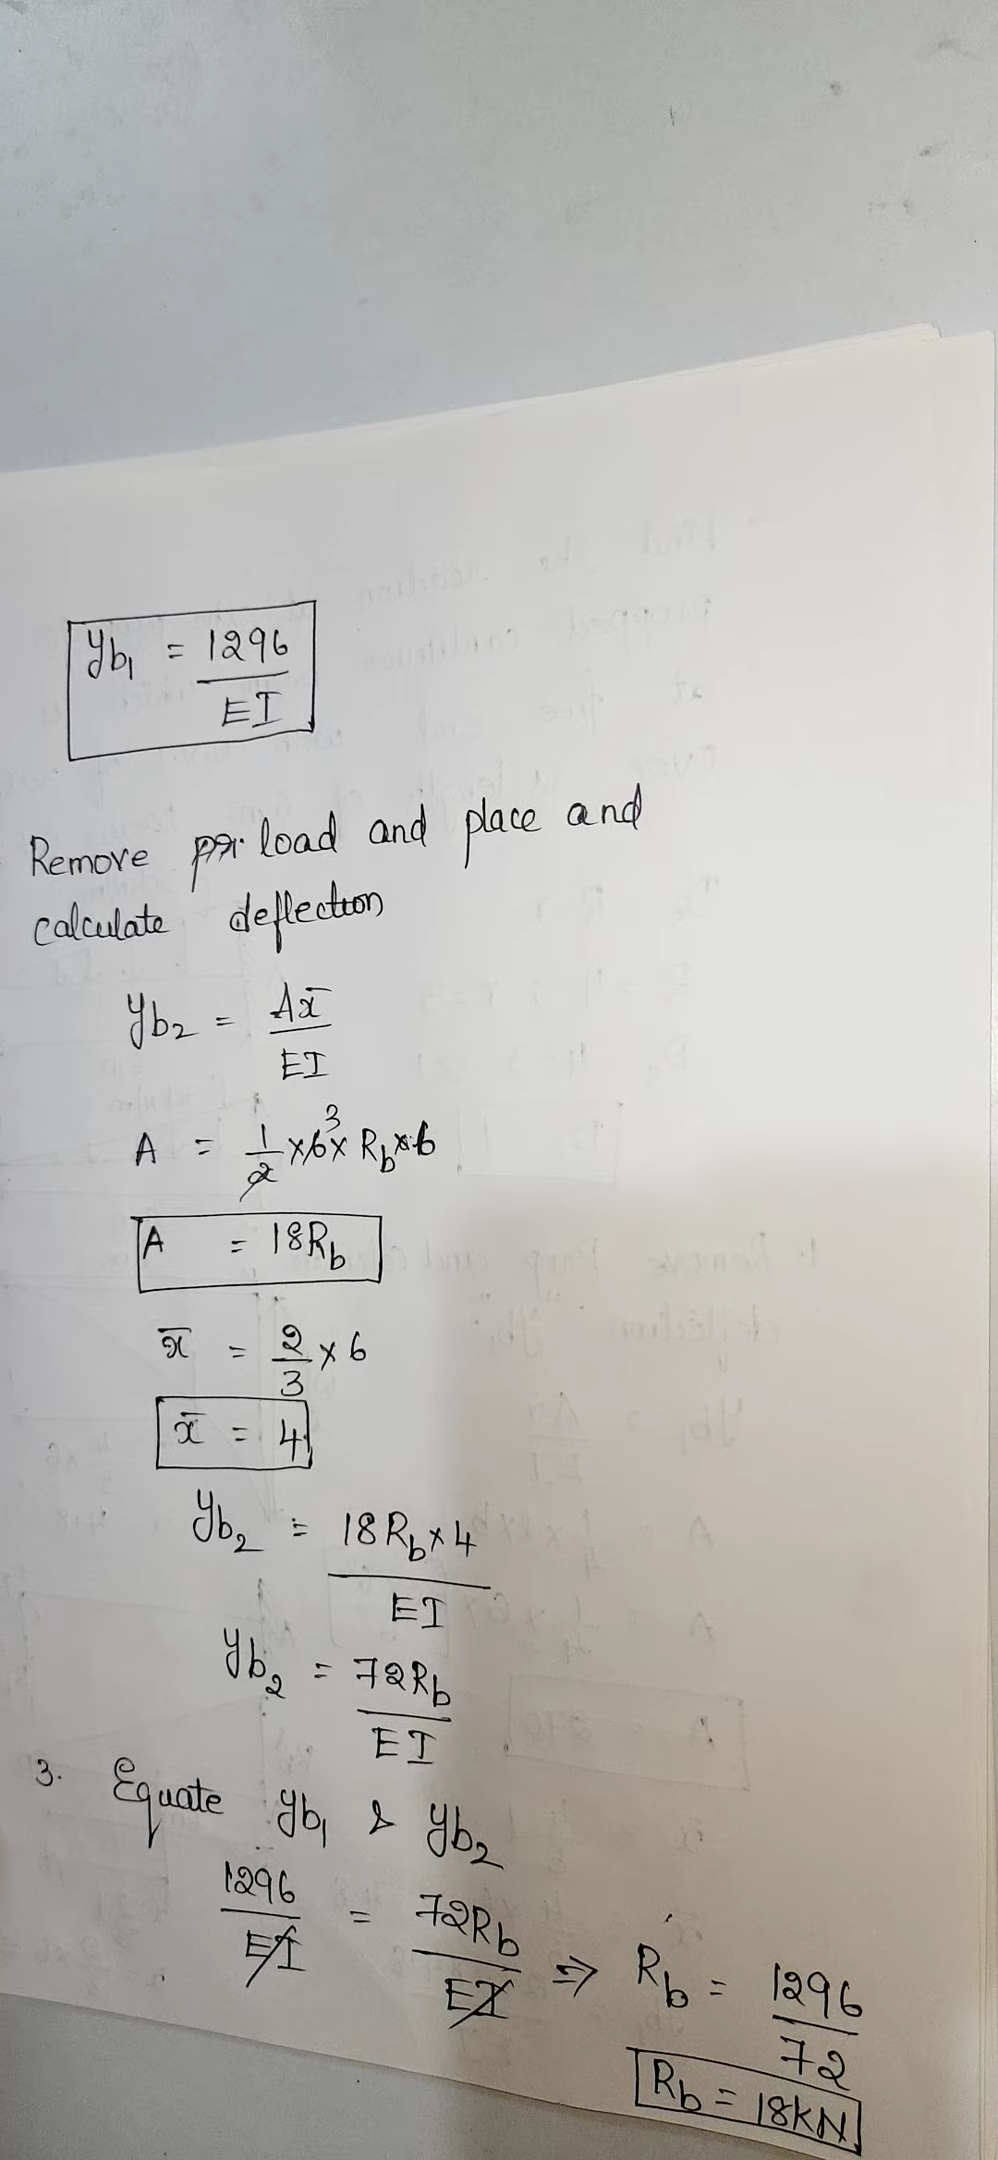 yb₁ = 1296/EI
Remove load and place and
calculate deflection
yb₂ = Ax̄/EI
A = 1/2 × 6³ × Rb × 6
A = 18Rb
x̄ = 2/3 × 6
x̄ = 4
yb₂ = 18Rb × 4/EI
yb₂ = 72Rb/EI
3. Equate yb₁ & yb₂
1296/EI = 72Rb/EI ⇒ Rb = 1296/72
Rb = 18kN